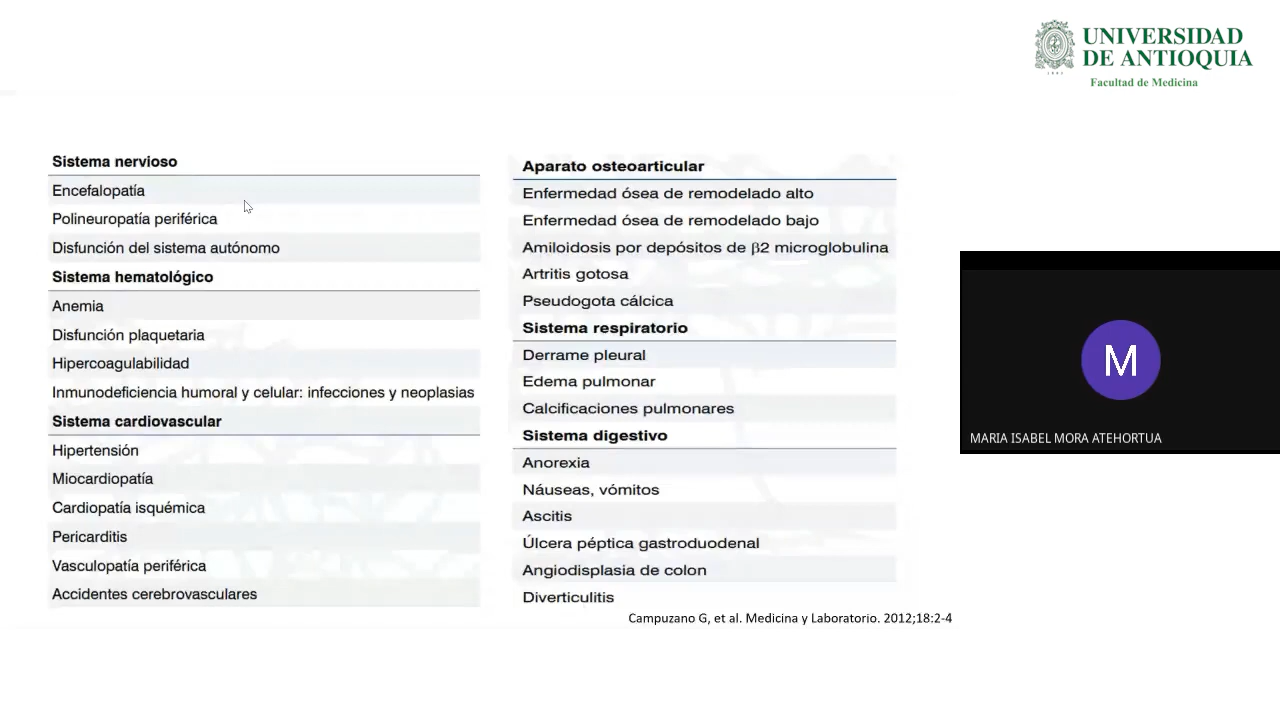 UNIVERSIDAD
DE ANTIOQUIA
Facultad de Medicina
Sistema nervioso
Encefalopatía
Polineuropatía periférica
Disfunción del sistema autónomo
Sistema hematológico
Anemia
Disfunción plaquetaria
Hipercoagulabilidad
Inmunodeficiencia humoral y celular: infecciones y neoplasias
Sistema cardiovascular
Hipertensión
Miocardiopatía
Cardiopatía isquémica
Pericarditis
Vasculopatía periférica
Accidentes cerebrovasculares
Aparato osteoarticular
Enfermedad ósea de remodelado alto
Enfermedad ósea de remodelado bajo
Amiloidosis por depósitos de β2 microglobulina
Artritis gotosa
Pseudogota cálcica
Sistema respiratorio
Derrame pleural
Edema pulmonar
Calcificaciones pulmonares
Sistema digestivo
Anorexia
Náuseas, vómitos
Ascitis
Úlcera péptica gastroduodenal
Angiodisplasia de colon
Diverticulitis
Campuzano G, et al. Medicina y Laboratorio. 2012;18:2-4
M
MARIA ISABEL MORA ATEHORTUA